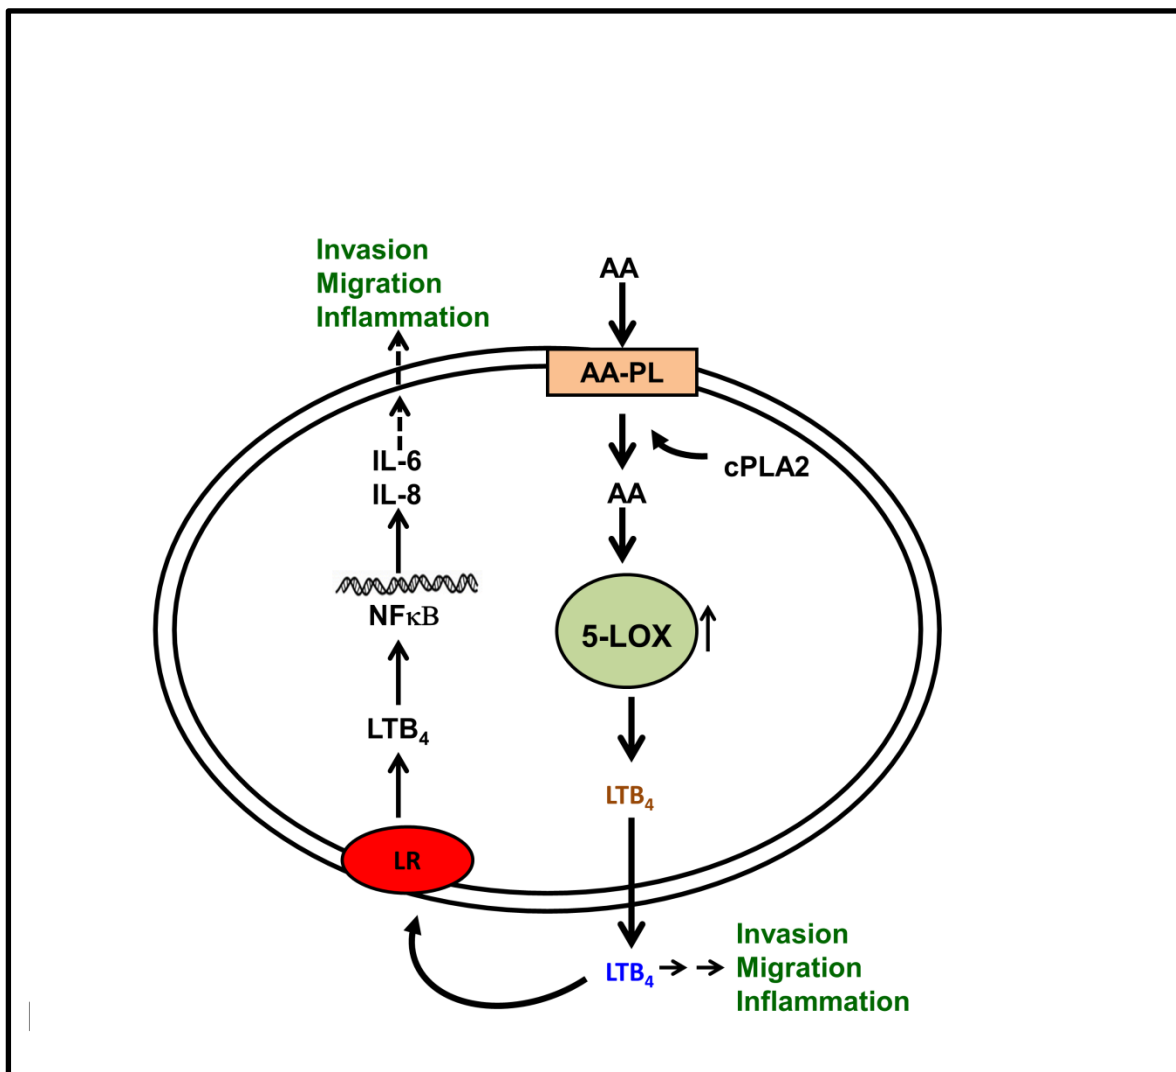 Invasion
Migration
Inflammation
AA
AA-PL
cPLA2
AA
IL-6
IL-8
NFκB
5-LOX
LTB₄
LTB₄
LR
LTB₄
Invasion
Migration
Inflammation